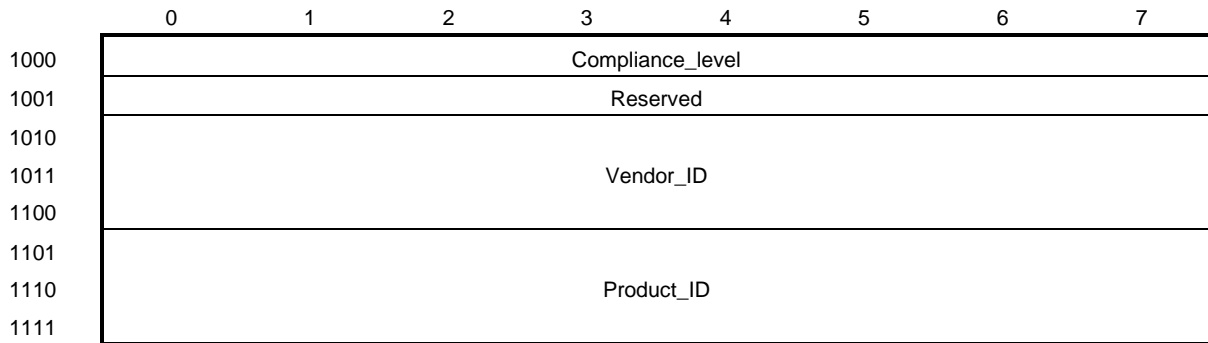 0 1 2 3 4 5 6 7
1000 Compliance_level
1001 Reserved
1010
1011 Vendor_ID
1100
1101
1110 Product_ID
1111